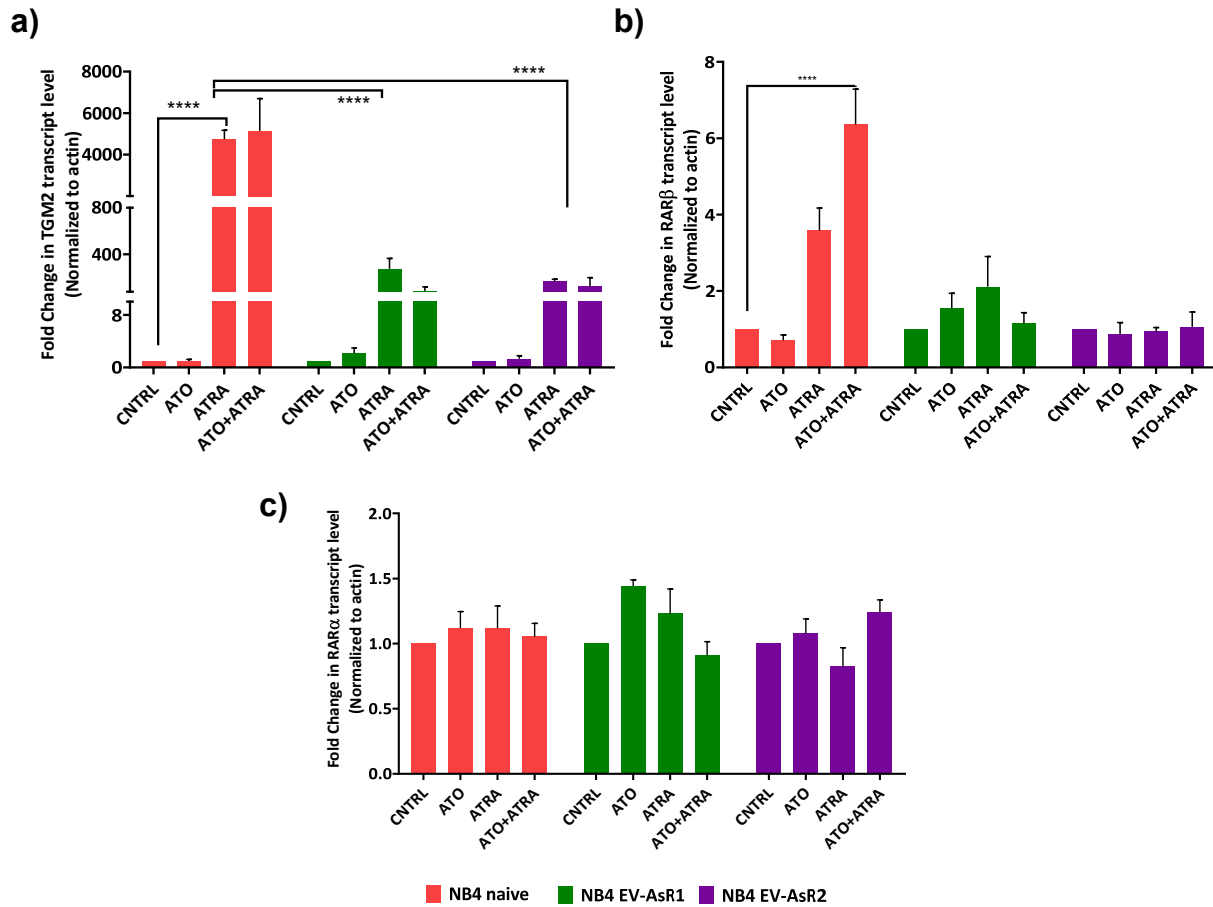 a)
Fold Change in TGM2 transcript level
(Normalized to actin)
8000
6000
4000
800
400
8
0
****
****
****
CNTRL
ATO
ATRA
ATO+ATRA
CNTRL
ATO
ATRA
ATO+ATRA
CNTRL
ATO
ATRA
ATO+ATRA
b)
Fold Change in RARβ transcript level
(Normalized to actin)
8
6
4
2
0
****
CNTRL
ATO
ATRA
ATO+ATRA
CNTRL
ATO
ATRA
ATO+ATRA
CNTRL
ATO
ATRA
ATO+ATRA
c)
Fold Change in RARα transcript level
(Normalized to actin)
2.0
1.5
1.0
0.5
0.0
CNTRL
ATO
ATRA
ATO+ATRA
CNTRL
ATO
ATRA
ATO+ATRA
CNTRL
ATO
ATRA
ATO+ATRA
NB4 naive NB4 EV-AsR1 NB4 EV-AsR2